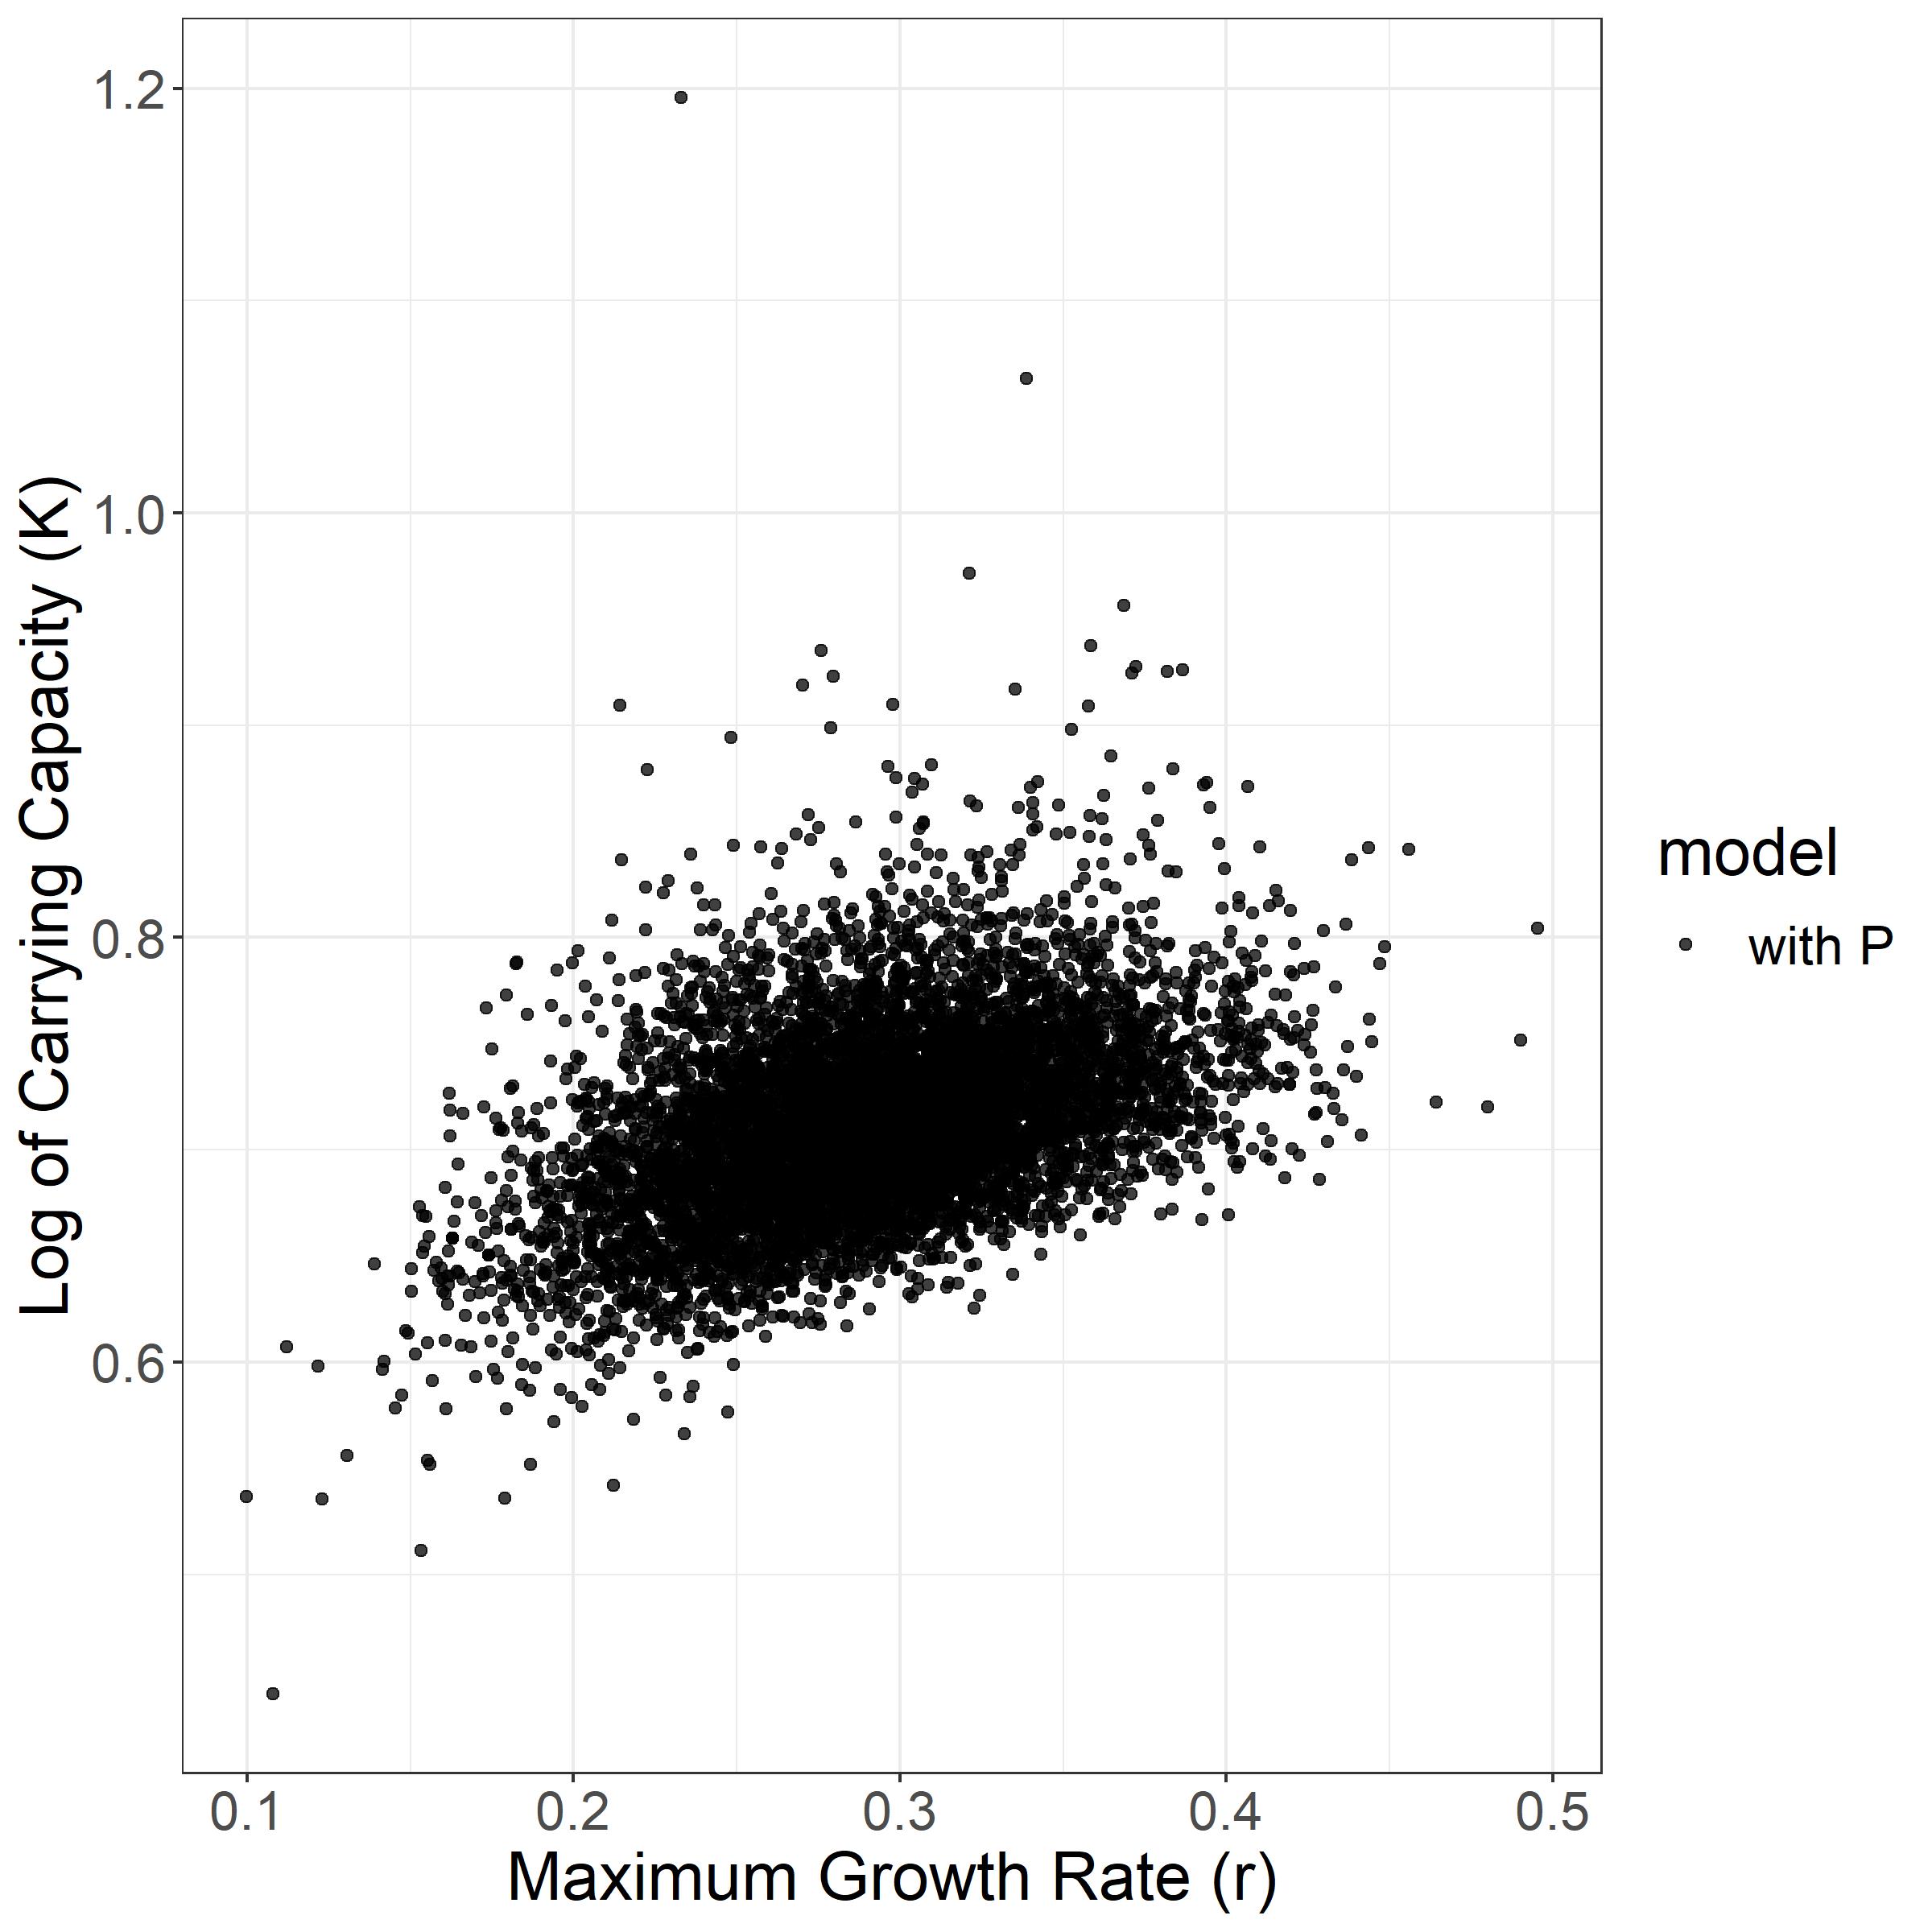 Log of Carrying Capacity (K)
1.2
1.0
0.8
0.6
0.1 0.2 0.3 0.4 0.5
Maximum Growth Rate (r)
model
with P